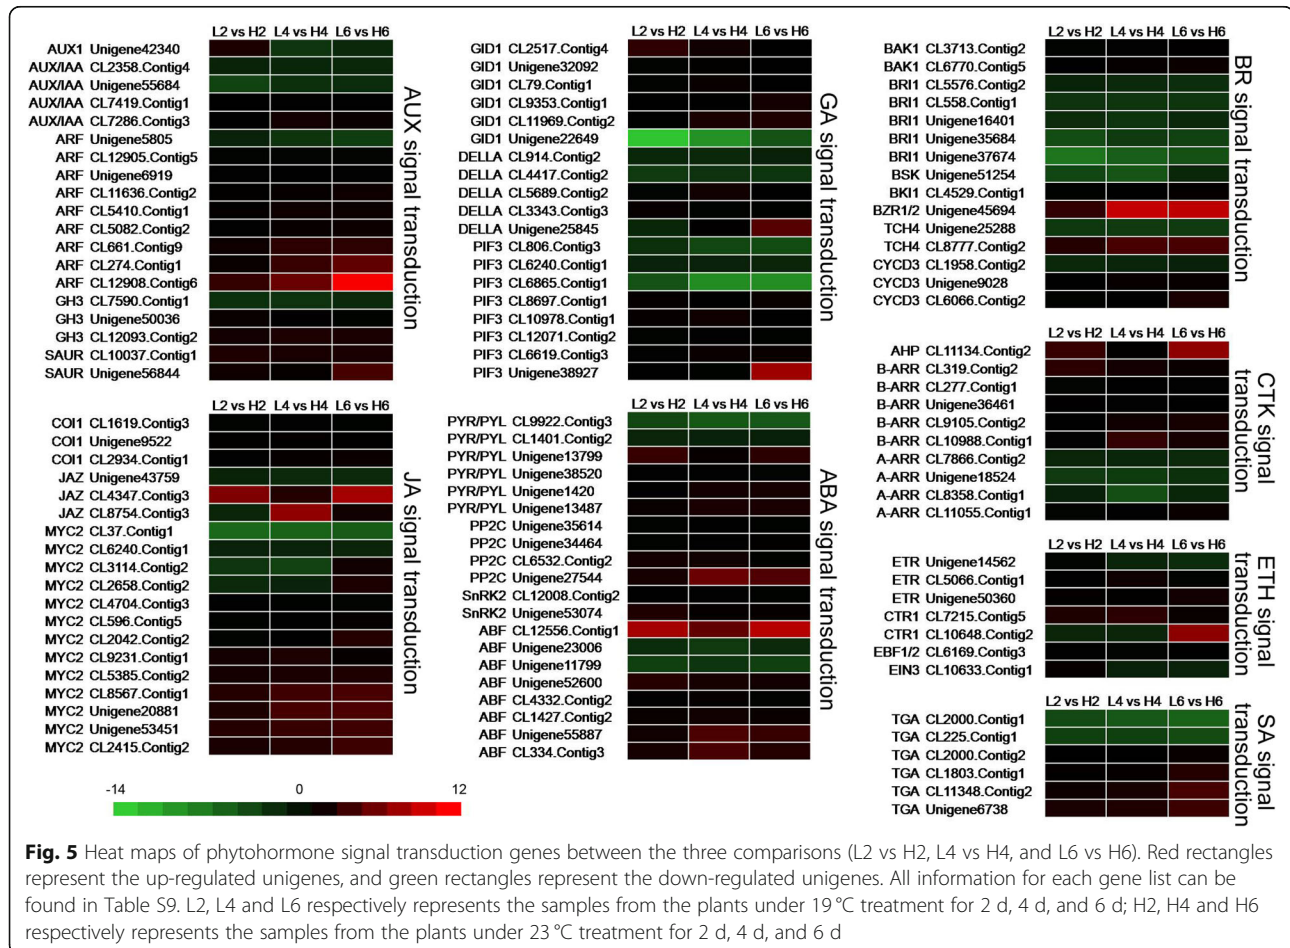 L2 vs H2 L4 vs H4 L6 vs H6
AUX1 Unigene42340
AUX/IAA CL2358.Contig4
AUX/IAA Unigene55684
AUX/IAA CL7419.Contig1
AUX/IAA CL7286.Contig3
ARF Unigene5805
ARF CL12905.Contig5
ARF Unigene6919
ARF CL11636.Contig2
ARF CL5410.Contig1
ARF CL5082.Contig2
ARF CL661.Contig9
ARF CL274.Contig1
ARF CL12908.Contig6
GH3 CL7590.Contig1
GH3 Unigene50036
GH3 CL12093.Contig2
SAUR CL10037.Contig1
SAUR Unigene56844
AUX signal transduction
L2 vs H2 L4 vs H4 L6 vs H6
COI1 CL1619.Contig3
COI1 Unigene9522
COI1 CL2934.Contig1
JAZ Unigene43759
JAZ CL4347.Contig3
JAZ CL8754.Contig3
MYC2 CL37.Contig1
MYC2 CL6240.Contig1
MYC2 CL3114.Contig2
MYC2 CL2658.Contig2
MYC2 CL4704.Contig3
MYC2 CL596.Contig5
MYC2 CL2042.Contig2
MYC2 CL9231.Contig1
MYC2 CL5385.Contig2
MYC2 CL8567.Contig1
MYC2 Unigene20881
MYC2 Unigene53451
MYC2 CL2415.Contig2
JA signal transduction
-14 0 12
L2 vs H2 L4 vs H4 L6 vs H6
GID1 CL2517.Contig4
GID1 Unigene32092
GID1 CL79.Contig1
GID1 CL9353.Contig1
GID1 CL11969.Contig2
GID1 Unigene22649
DELLA CL914.Contig2
DELLA CL4417.Contig2
DELLA CL5689.Contig2
DELLA CL3343.Contig3
DELLA Unigene25845
PIF3 CL806.Contig3
PIF3 CL6240.Contig1
PIF3 CL6865.Contig1
PIF3 CL8697.Contig1
PIF3 CL10978.Contig1
PIF3 CL12071.Contig2
PIF3 CL6619.Contig3
PIF3 Unigene38927
GA signal transduction
L2 vs H2 L4 vs H4 L6 vs H6
PYR/PYL CL9922.Contig3
PYR/PYL CL1401.Contig2
PYR/PYL Unigene13799
PYR/PYL Unigene38520
PYR/PYL Unigene1420
PYR/PYL Unigene13487
PP2C Unigene35614
PP2C Unigene34464
PP2C CL6532.Contig2
PP2C Unigene27544
SnRK2 CL12008.Contig2
SnRK2 Unigene53074
ABF CL12556.Contig1
ABF Unigene23006
ABF Unigene11799
ABF Unigene52600
ABF CL4332.Contig2
ABF CL1427.Contig2
ABF Unigene55887
ABF CL334.Contig3
ABA signal transduction
L2 vs H2 L4 vs H4 L6 vs H6
BAK1 CL3713.Contig2
BAK1 CL6770.Contig5
BRI1 CL5576.Contig2
BRI1 CL558.Contig1
BRI1 Unigene16401
BRI1 Unigene35684
BRI1 Unigene37674
BSK Unigene51254
BKI1 CL4529.Contig1
BZR1/2 Unigene45694
TCH4 Unigene25288
TCH4 CL8777.Contig2
CYCD3 CL1958.Contig2
CYCD3 Unigene9028
CYCD3 CL6066.Contig2
BR signal transduction
L2 vs H2 L4 vs H4 L6 vs H6
AHP CL11134.Contig2
B-ARR CL319.Contig2
B-ARR CL277.Contig1
B-ARR Unigene36461
B-ARR CL9105.Contig2
B-ARR CL10988.Contig1
A-ARR CL7866.Contig2
A-ARR Unigene18524
A-ARR CL8358.Contig1
A-ARR CL11055.Contig1
CTK signal
transduction
L2 vs H2 L4 vs H4 L6 vs H6
ETR Unigene14562
ETR CL5066.Contig1
ETR Unigene50360
CTR1 CL7215.Contig5
CTR1 CL10648.Contig2
EBF1/2 CL6169.Contig3
EIN3 CL10633.Contig1
ETH signal
transduction
L2 vs H2 L4 vs H4 L6 vs H6
TGA CL2000.Contig1
TGA CL225.Contig1
TGA CL2000.Contig2
TGA CL1803.Contig1
TGA CL11348.Contig2
TGA Unigene6738
SA signal
transduction
Fig. 5 Heat maps of phytohormone signal transduction genes between the three comparisons (L2 vs H2, L4 vs H4, and L6 vs H6). Red rectangles
represent the up-regulated unigenes, and green rectangles represent the down-regulated unigenes. All information for each gene list can be
found in Table S9. L2, L4 and L6 respectively represents the samples from the plants under 19 °C treatment for 2 d, 4 d, and 6 d; H2, H4 and H6
respectively represents the samples from the plants under 23 °C treatment for 2 d, 4 d, and 6 d